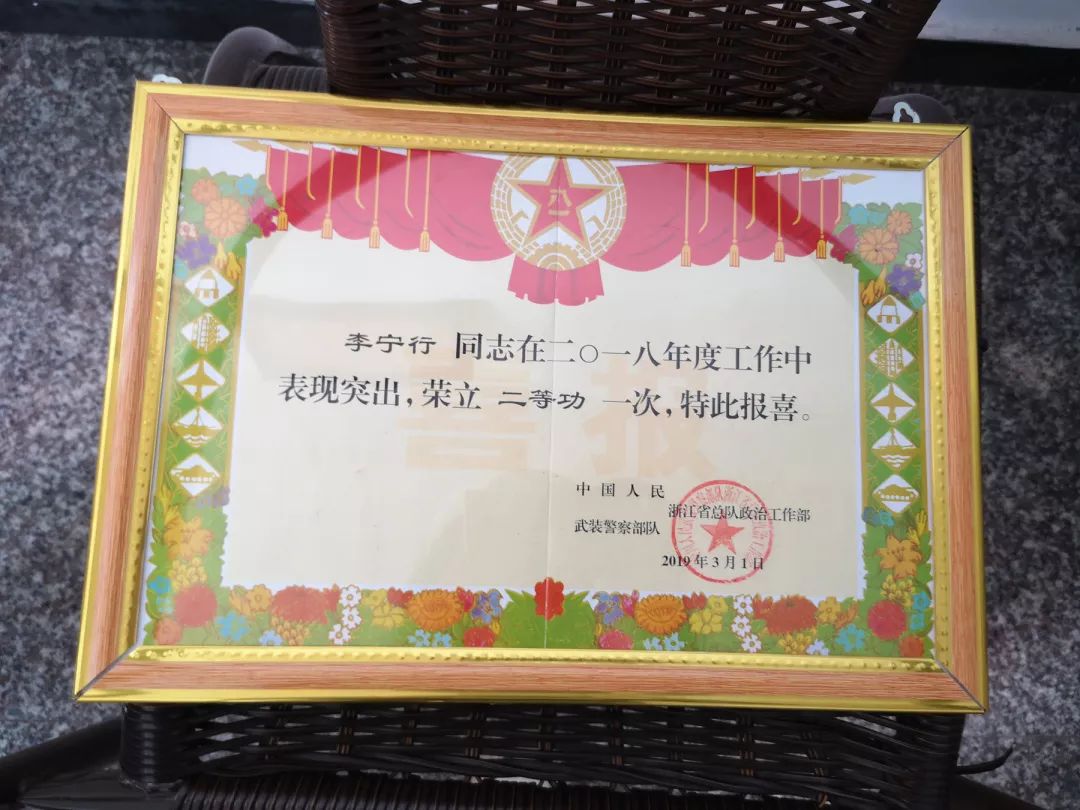 八一
喜报
李宁行 同志在二〇一八年度工作中
表现突出，荣立 二等功 一次，特此报喜。
中国人民
武装警察部队
浙江省总队政治工作部
2019年3月1日